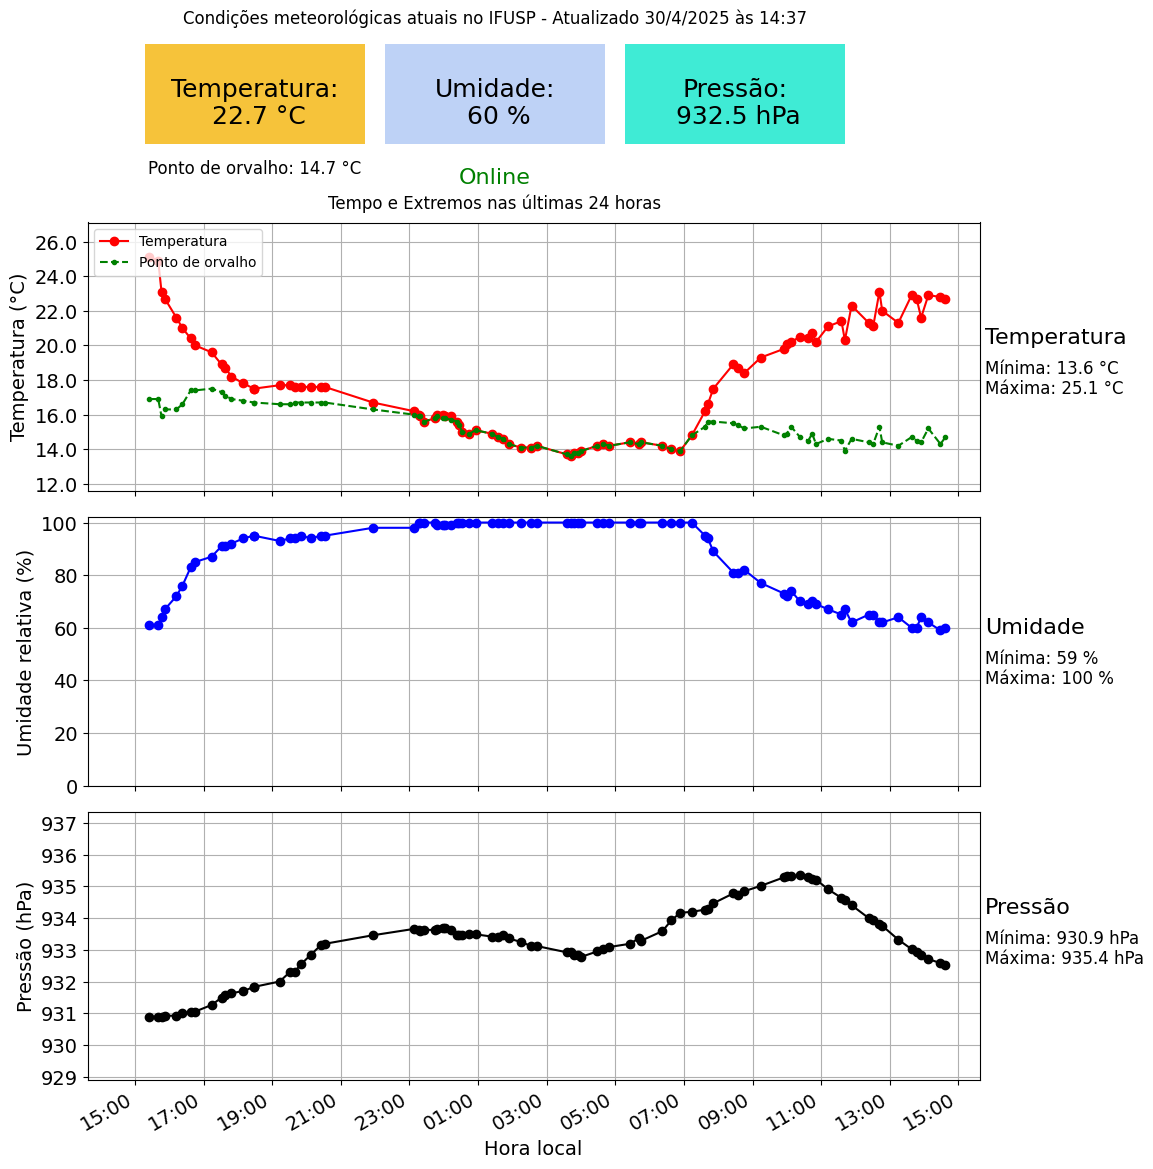 Condições meteorológicas atuais no IFUSP - Atualizado 30/4/2025 às 14:37
Temperatura:
22.7 °C
Umidade:
60 %
Pressão:
932.5 hPa
Ponto de orvalho: 14.7 °C
Online
Tempo e Extremos nas últimas 24 horas
Temperatura (°C)
26.0
24.0
22.0
20.0
18.0
16.0
14.0
12.0
Temperatura
Ponto de orvalho
Temperatura
Mínima: 13.6 °C
Máxima: 25.1 °C
Umidade relativa (%)
100
80
60
40
20
0
Umidade
Mínima: 59 %
Máxima: 100 %
Pressão (hPa)
937
936
935
934
933
932
931
930
929
Pressão
Mínima: 930.9 hPa
Máxima: 935.4 hPa
15:00
17:00
19:00
21:00
23:00
01:00
03:00
05:00
07:00
09:00
11:00
13:00
15:00
Hora local